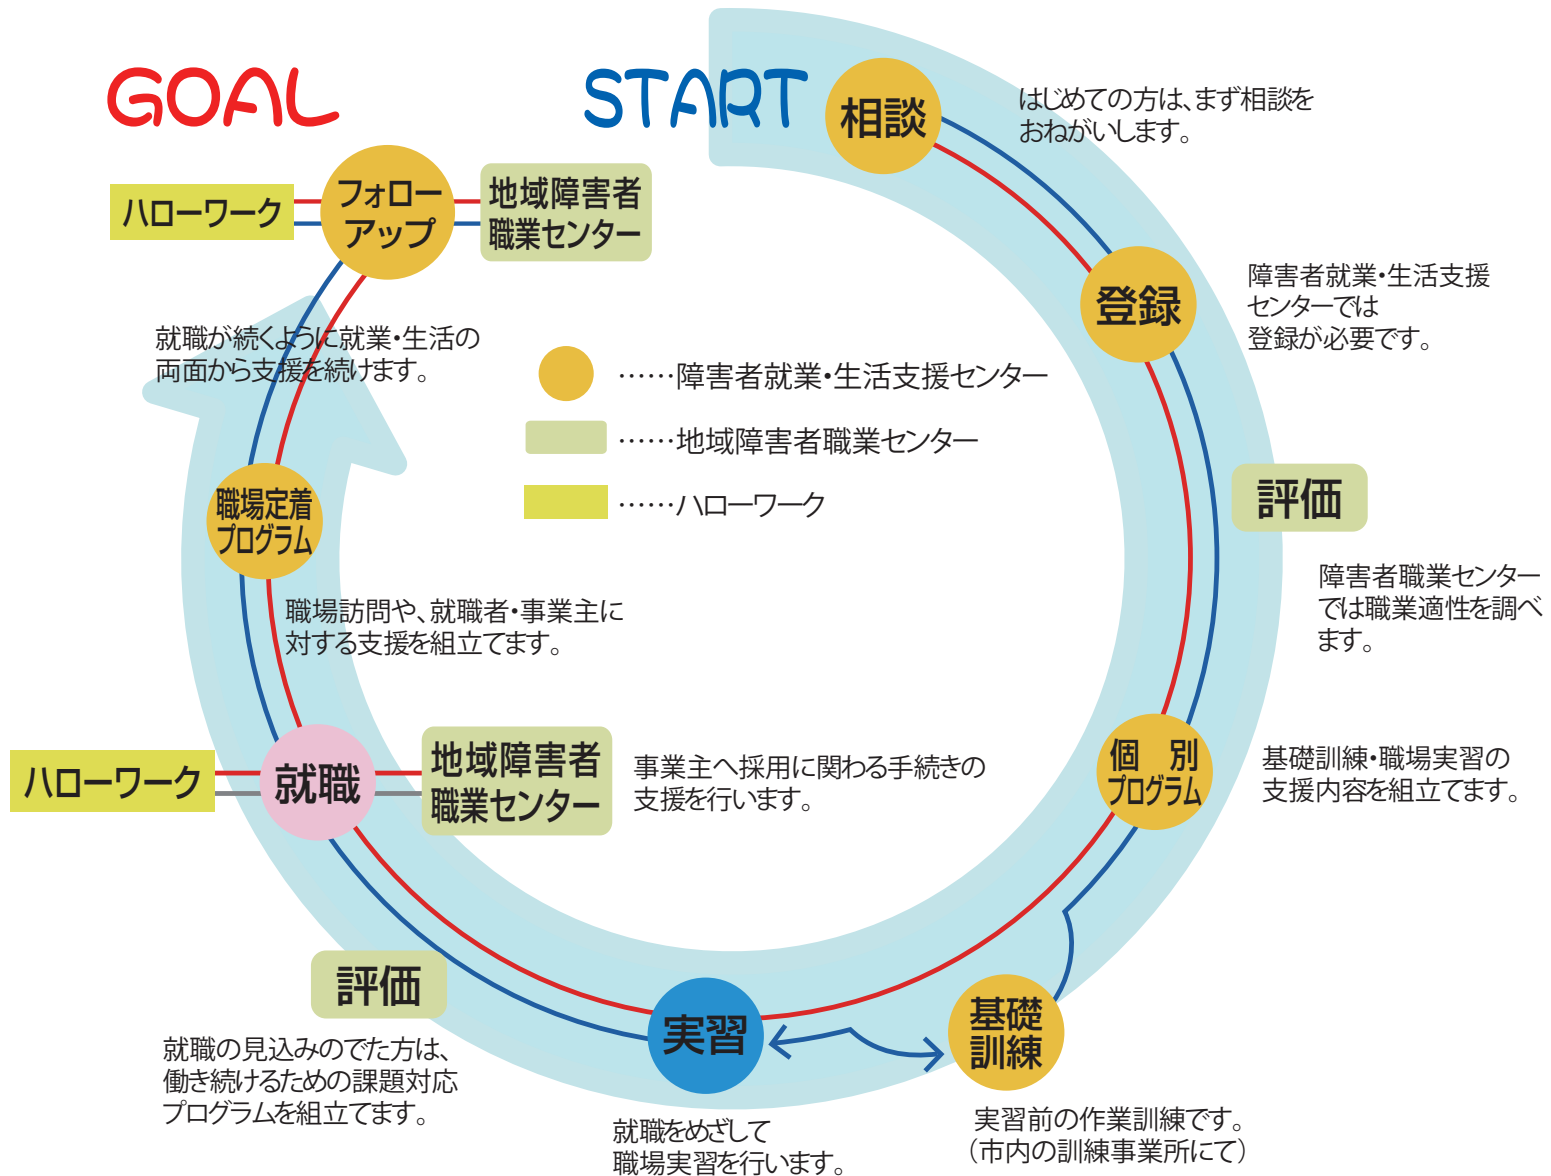 GOAL
START
相談
はじめての方は、まず相談を
おねがいします。
登録
障害者就業・生活支援
センターでは
登録が必要です。
評価
障害者職業センター
では職業適性を調べ
ます。
個　別
プログラム
基礎訓練・職場実習の
支援内容を組立てます。
基礎
訓練
実習前の作業訓練です。
（市内の訓練事業所にて）
実習
就職をめざして
職場実習を行います。
評価
就職の見込みのでた方は、
働き続けるための課題対応
プログラムを組立てます。
ハローワーク
就職
地域障害者
職業センター
事業主へ採用に関わる手続きの
支援を行います。
職場定着
プログラム
職場訪問や、就職者・事業主に
対する支援を組立てます。
ハローワーク
フォロー
アップ
地域障害者
職業センター
就職が続くように就業・生活の
両面から支援を続けます。
……障害者就業・生活支援センター
……地域障害者職業センター
……ハローワーク